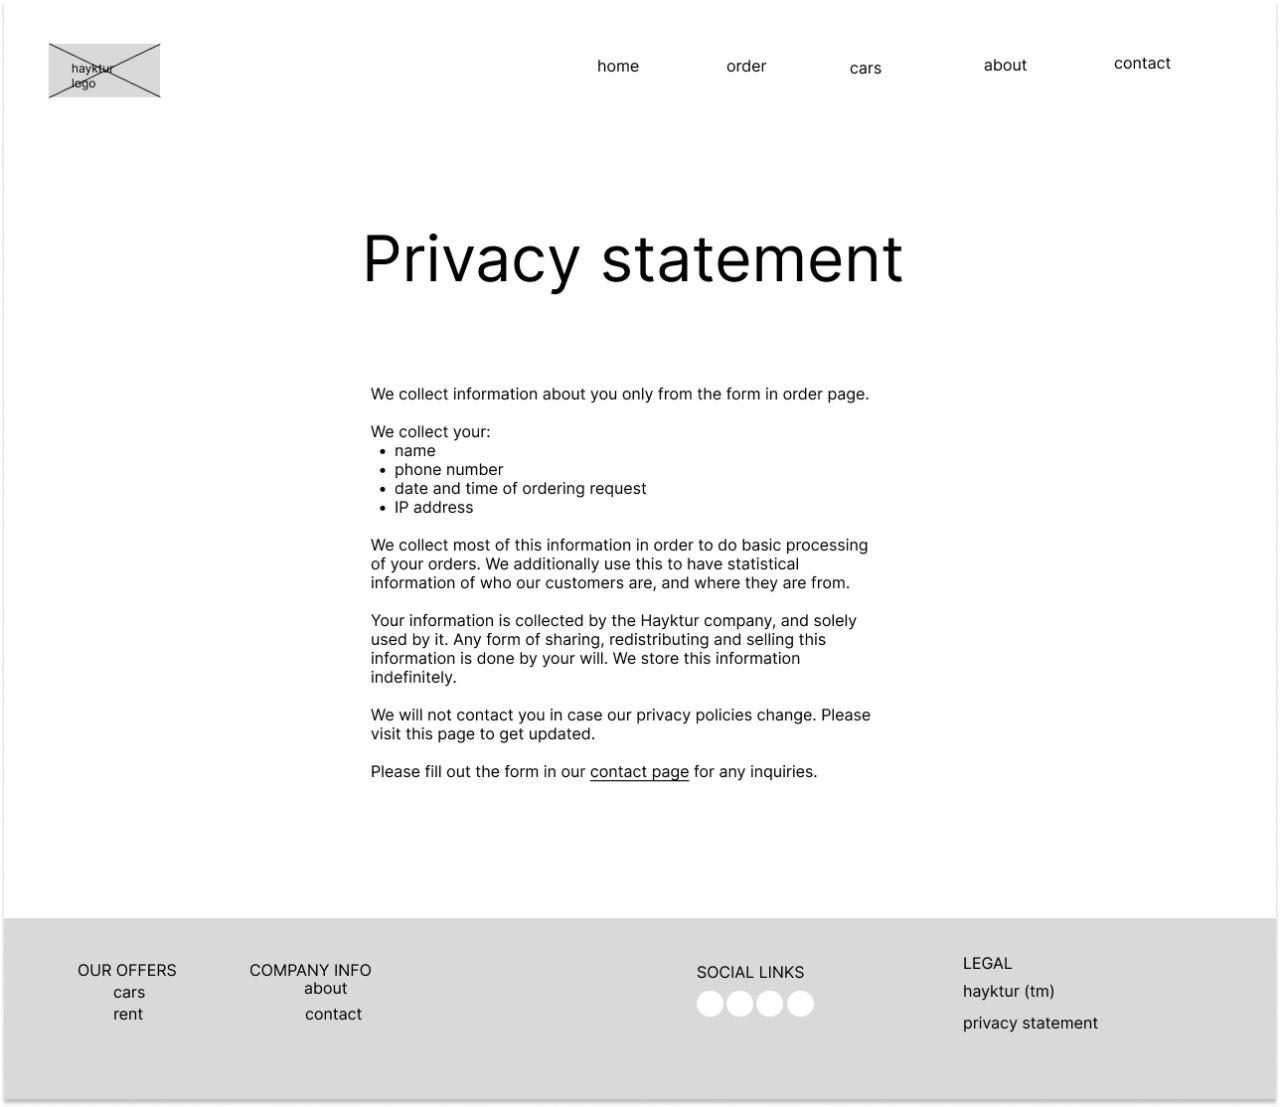 hayktur
logo
home
order
cars
about
contact
Privacy statement
We collect information about you only from the form in order page.
We collect your:
• name
• phone number
• date and time of ordering request
• IP address
We collect most of this information in order to do basic processing
of your orders. We additionally use this to have statistical
information of who our customers are, and where they are from.
Your information is collected by the Hayktur company, and solely
used by it. Any form of sharing, redistributing and selling this
information is done by your will. We store this information
indefinitely.
We will not contact you in case our privacy policies change. Please
visit this page to get updated.
Please fill out the form in our contact page for any inquiries.
OUR OFFERS
cars
rent
COMPANY INFO
about
contact
SOCIAL LINKS
LEGAL
hayktur (tm)
privacy statement